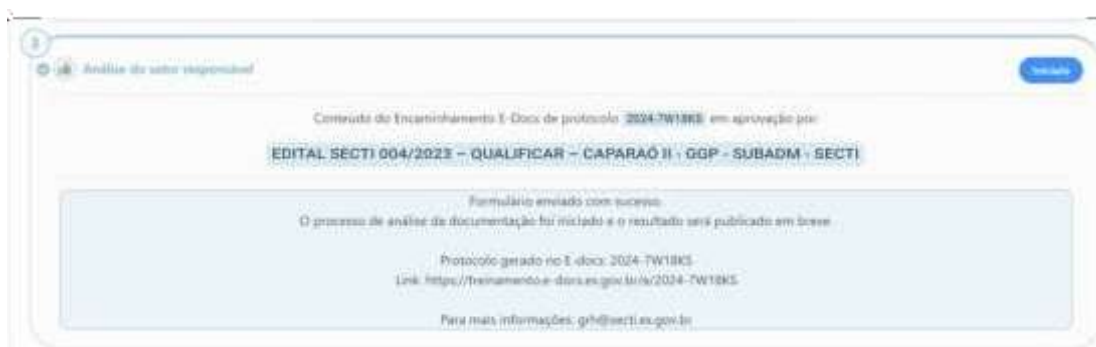 3
Análise do setor responsável
Iniciado
Conteúdo do Encaminhamento E-Docs de protocolo 2024-7W18KS em aprovação por:
EDITAL SECTI 004/2023 – QUALIFICAR – CAPARAÓ II - GGP - SUBADM - SECTI
Formulário enviado com sucesso.
O processo de análise da documentação foi iniciado e o resultado será publicado em breve.
Protocolo gerado no E-docs: 2024-7W18KS
Link: https://treinamento.e-docs.es.gov.br/e/2024-7W18KS
Para mais informações: grh@secti.es.gov.br